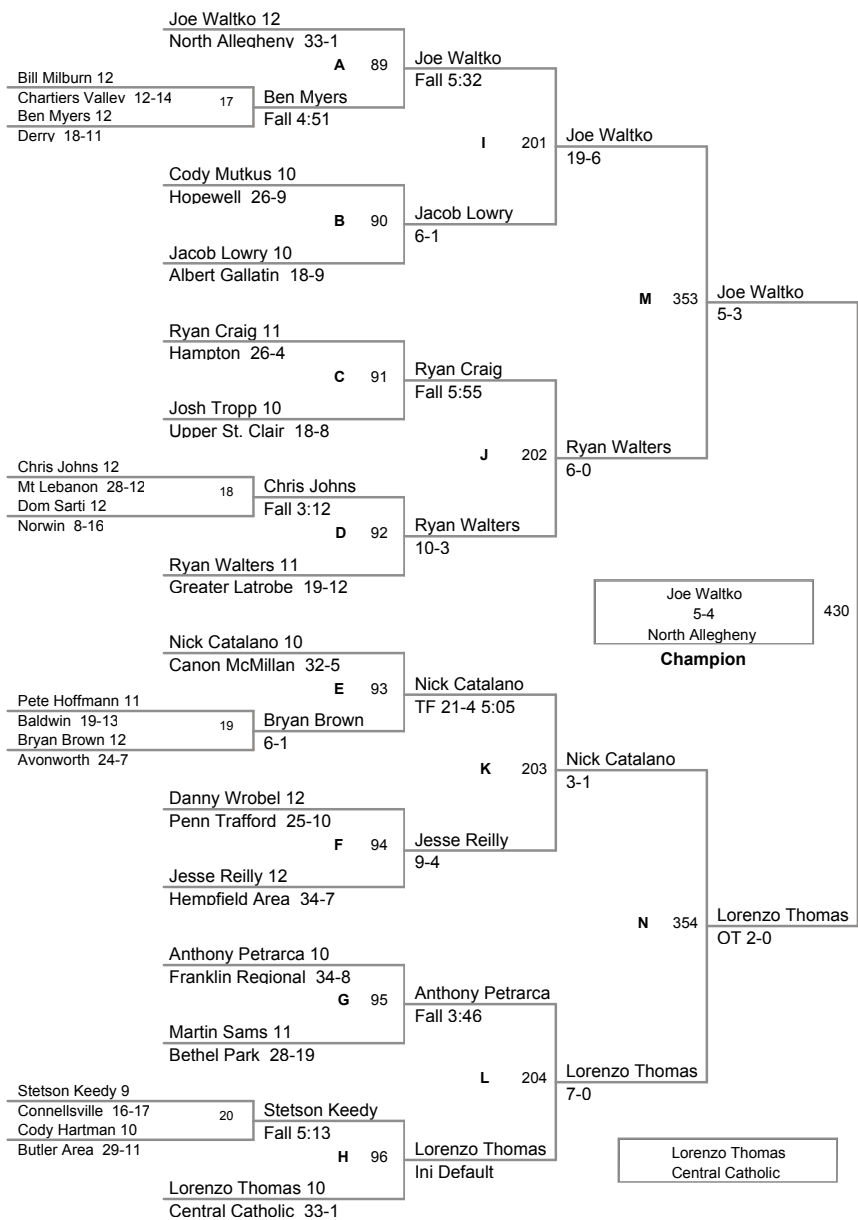 Joe Waltko 12
North Allegheny 33-1
A 89
Joe Waltko
Fall 5:32
Bill Milburn 12
Chartiers Valley 12-14
17
Ben Myers 12
Derry 18-11
Ben Myers
Fall 4:51
I 201
Joe Waltko
19-6
Cody Mutkus 10
Hopewell 26-9
B 90
Jacob Lowry
6-1
Jacob Lowry 10
Albert Gallatin 18-9
M 353
Joe Waltko
5-3
Ryan Craig 11
Hampton 26-4
C 91
Ryan Craig
Fall 5:55
Josh Tropp 10
Upper St. Clair 18-8
J 202
Ryan Walters
6-0
Chris Johns 12
Mt Lebanon 28-12
18
Dom Sarti 12
Norwin 8-16
Chris Johns
Fall 3:12
D 92
Ryan Walters
10-3
Ryan Walters 11
Greater Latrobe 19-12
Joe Waltko
5-4
North Allegheny
430
Champion
Nick Catalano 10
Canon McMillan 32-5
E 93
Nick Catalano
TF 21-4 5:05
Pete Hoffmann 11
Baldwin 19-13
19
Bryan Brown 12
Avonworth 24-7
Bryan Brown
6-1
K 203
Nick Catalano
3-1
Danny Wrobel 12
Penn Trafford 25-10
F 94
Jesse Reilly
9-4
Jesse Reilly 12
Hempfield Area 34-7
N 354
Lorenzo Thomas
OT 2-0
Anthony Petrarca 10
Franklin Regional 34-8
G 95
Anthony Petrarca
Fall 3:46
Martin Sams 11
Bethel Park 28-19
L 204
Lorenzo Thomas
7-0
Stetson Keedy 9
Connellsville 16-17
20
Cody Hartman 10
Butler Area 29-11
Stetson Keedy
Fall 5:13
H 96
Lorenzo Thomas
Inj Default
Lorenzo Thomas 10
Central Catholic 33-1
Lorenzo Thomas
Central Catholic